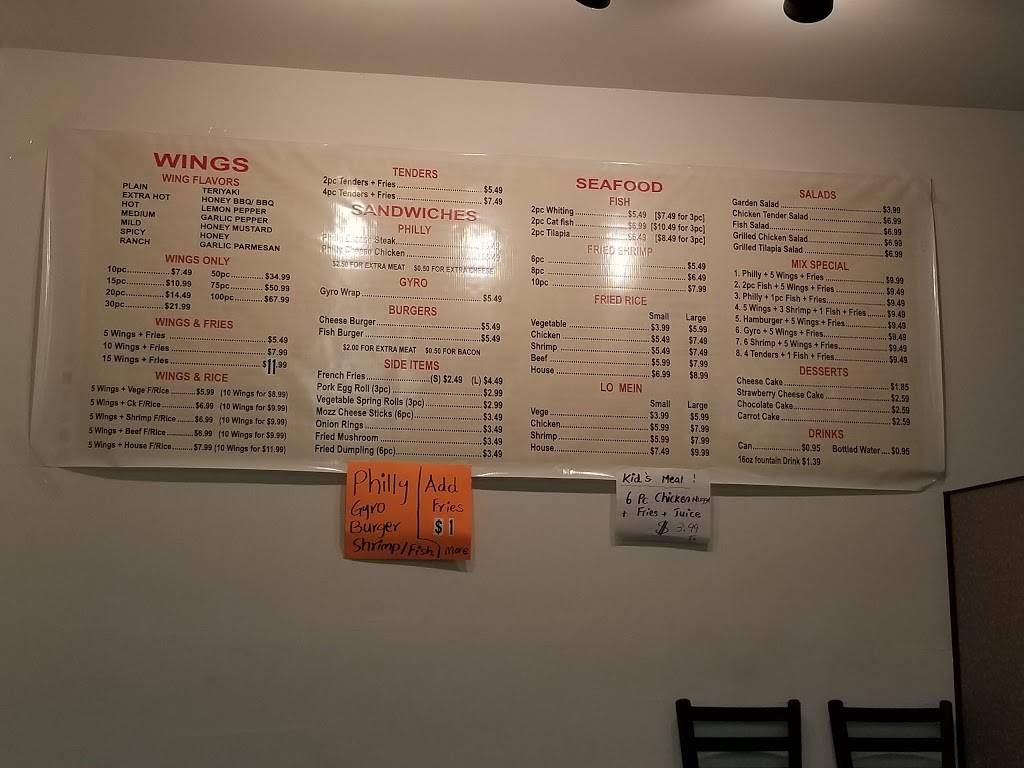 WINGS
WING FLAVORS
PLAIN
EXTRA HOT
HOT
MEDIUM
MILD
SPICY
RANCH
TERIYAKI
HONEY BBQ/ BBQ
LEMON PEPPER
GARLIC PEPPER
HONEY MUSTARD
HONEY
GARLIC PARMESAN
WINGS ONLY
10pc $7.49 50pc $34.99
15pc $10.99 75pc $50.99
20pc $14.49 100pc $67.99
30pc $21.99
WINGS & FRIES
5 Wings + Fries $5.49
10 Wings + Fries $7.99
15 Wings + Fries $11.99
WINGS & RICE
5 Wings + Vege F/Rice $5.99 (10 Wings for $8.99)
5 Wings + Ck F/Rice $6.99 (10 Wings for $9.99)
5 Wings + Shrimp F/Rice $6.99 (10 Wings for $9.99)
5 Wings + Beef F/Rice $6.99 (10 Wings for $9.99)
5 Wings + House F/Rice $7.99 (10 Wings for $11.99)
TENDERS
2pc Tenders + Fries $5.49
4pc Tenders + Fries $7.49
SANDWICHES
PHILLY
Steak
Chicken
$2.50 FOR EXTRA MEAT $0.50 FOR EXTRA CHEESE
GYRO
Gyro Wrap $5.49
BURGERS
Cheese Burger $5.49
Fish Burger $5.49
$2.00 FOR EXTRA MEAT $0.50 FOR BACON
SIDE ITEMS
French Fries (S) $2.49 (L) $4.49
Pork Egg Roll (3pc) $2.99
Vegetable Spring Rolls (3pc) $2.99
Mozz Cheese Sticks (6pc) $3.49
Onion Rings $3.49
Fried Mushroom $3.49
Fried Dumpling (6pc) $3.49
SEAFOOD
FISH
2pc Whiting $5.49 [$7.49 for 3pc]
2pc Cat fish $6.99 [$10.49 for 3pc]
2pc Tilapia [$8.49 for 3pc]
FRIED SHRIMP
6pc $5.49
8pc $6.49
10pc $7.99
FRIED RICE
Small Large
Vegetable $3.99 $5.99
Chicken $5.49 $7.49
Shrimp $5.49 $7.49
Beef $5.99 $7.99
House $6.99 $8.99
LO MEIN
Small Large
Vege $3.99 $5.99
Chicken $5.99 $7.99
Shrimp $5.99 $7.99
House $7.49 $9.99
SALADS
Garden Salad $3.99
Chicken Tender Salad $6.99
Fish Salad $6.99
Grilled Chicken Salad $6.99
Grilled Tilapia Salad $6.99
MIX SPECIAL
1. Philly + 5 Wings + Fries $9.99
2. 2pc Fish + 5 Wings + Fries $9.49
3. Philly + 1pc Fish + Fries $9.49
4. 5 Wings + 3 Shrimp + 1 Fish + Fries $9.49
5. Hamburger + 5 Wings + Fries $9.49
6. Gyro + 5 Wings + Fries $9.49
7. 6 Shrimp + 5 Wings + Fries $9.49
8. 4 Tenders + 1 Fish + Fries $9.49
DESSERTS
Cheese Cake $1.85
Strawberry Cheese Cake $2.59
Chocolate Cake $2.59
Carrot Cake $2.59
DRINKS
Can $0.95 Bottled Water $0.95
16oz fountain Drink $1.39
Philly
Gyro
Burger
Shrimp/Fish
Add
Fries
$1
more
Kid's Meal !
6 Pc Chicken Nugget
+ Fries + Juice
$ 3.99